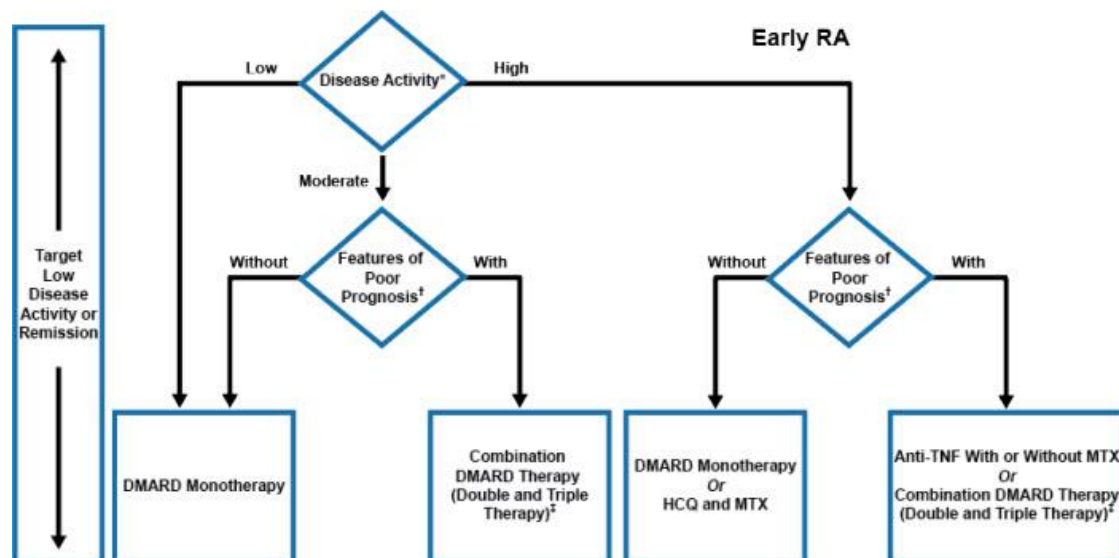 Early RA
Low
Disease Activity*
High
Moderate
Target
Low
Disease
Activity or
Remission
Without
Features of
Poor
Prognosis†
With
Without
Features of
Poor
Prognosis†
With
DMARD Monotherapy
Combination
DMARD Therapy
(Double and Triple
Therapy)‡
DMARD Monotherapy
Or
HCQ and MTX
Anti-TNF With or Without MTX
Or
Combination DMARD Therapy
(Double and Triple Therapy)‡